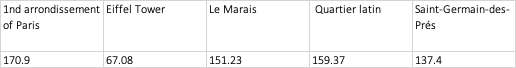 1nd arrondissement of Paris
Eiffel Tower
Le Marais
Quartier latin
Saint-Germain-des-Prés
170.9
67.08
151.23
159.37
137.4